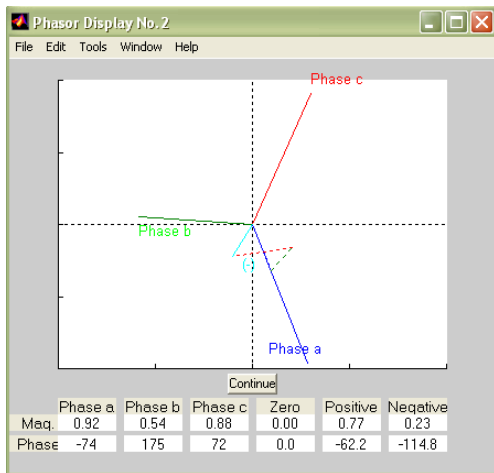 Phasor Display No. 2
File Edit Tools Window Help
Phase c
Phase b
(-)
Phase a
Continue
Phase a Phase b Phase c Zero Positive Negative
Mag. 0.92 0.54 0.88 0.00 0.77 0.23
Phase -74 175 72 0.0 -62.2 -114.8